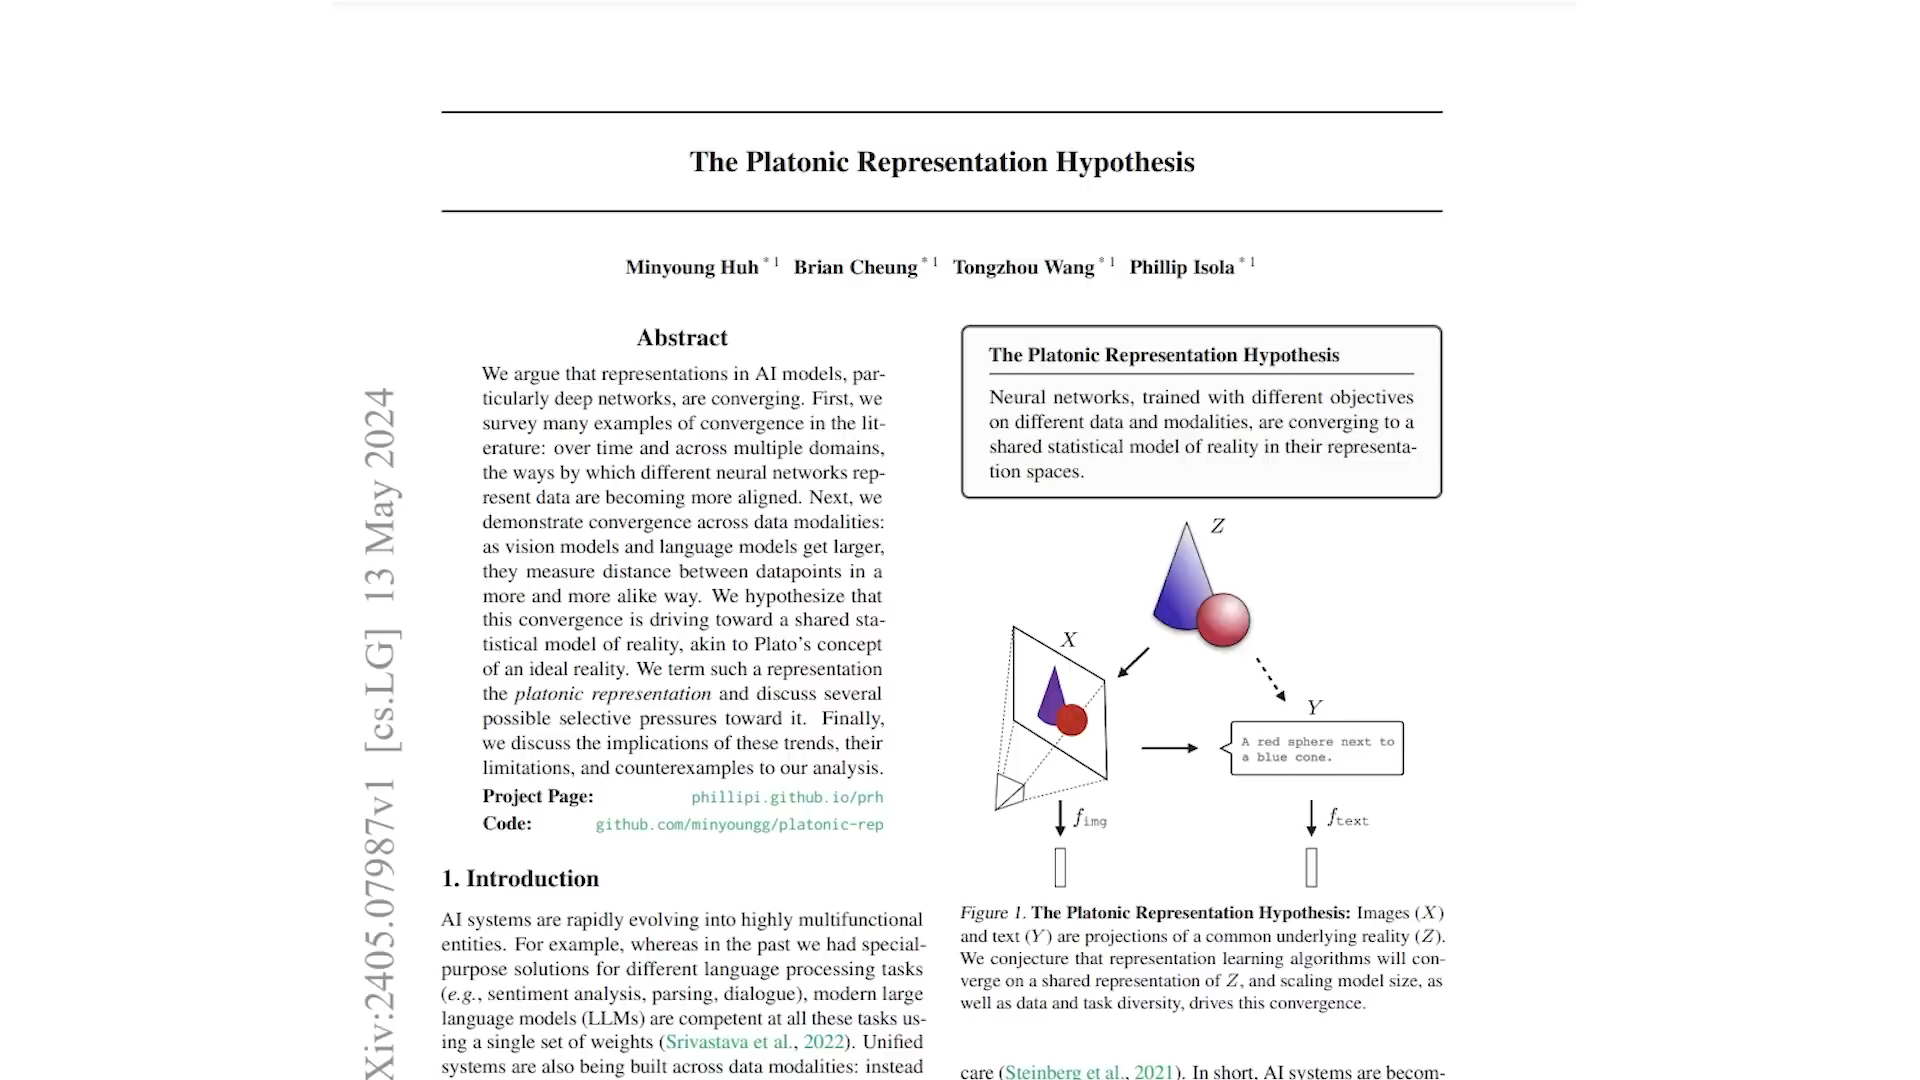 The Platonic Representation Hypothesis
Minyoung Huh * 1 Brian Cheung * 1 Tongzhou Wang * 1 Phillip Isola * 1
Abstract
We argue that representations in AI models, par-
ticularly deep networks, are converging. First, we
survey many examples of convergence in the lit-
erature: over time and across multiple domains,
the ways by which different neural networks rep-
resent data are becoming more aligned. Next, we
demonstrate convergence across data modalities:
as vision models and language models get larger,
they measure distance between datapoints in a
more and more alike way. We hypothesize that
this convergence is driving toward a shared sta-
tistical model of reality, akin to Plato's concept
of an ideal reality. We term such a representation
the platonic representation and discuss several
possible selective pressures toward it. Finally,
we discuss the implications of these trends, their
limitations, and counterexamples to our analysis.
Project Page: phillipi.github.io/prh
Code: github.com/minyoungg/platonic-rep
1. Introduction
AI systems are rapidly evolving into highly multifunctional
entities. For example, whereas in the past we had special-
purpose solutions for different language processing tasks
(e.g., sentiment analysis, parsing, dialogue), modern large
language models (LLMs) are competent at all these tasks us-
ing a single set of weights (Srivastava et al., 2022). Unified
systems are also being built across data modalities: instead
The Platonic Representation Hypothesis
Neural networks, trained with different objectives
on different data and modalities, are converging to a
shared statistical model of reality in their representa-
tion spaces.
Z
X
Y
A red sphere next to
a blue cone.
f img
f text
Figure 1. The Platonic Representation Hypothesis: Images (X)
and text (Y) are projections of a common underlying reality (Z).
We conjecture that representation learning algorithms will con-
verge on a shared representation of Z, and scaling model size, as
well as data and task diversity, drives this convergence.
care (Steinberg et al., 2021). In short, AI systems are becom-
Xiv:2405.07987v1 [cs.LG] 13 May 2024